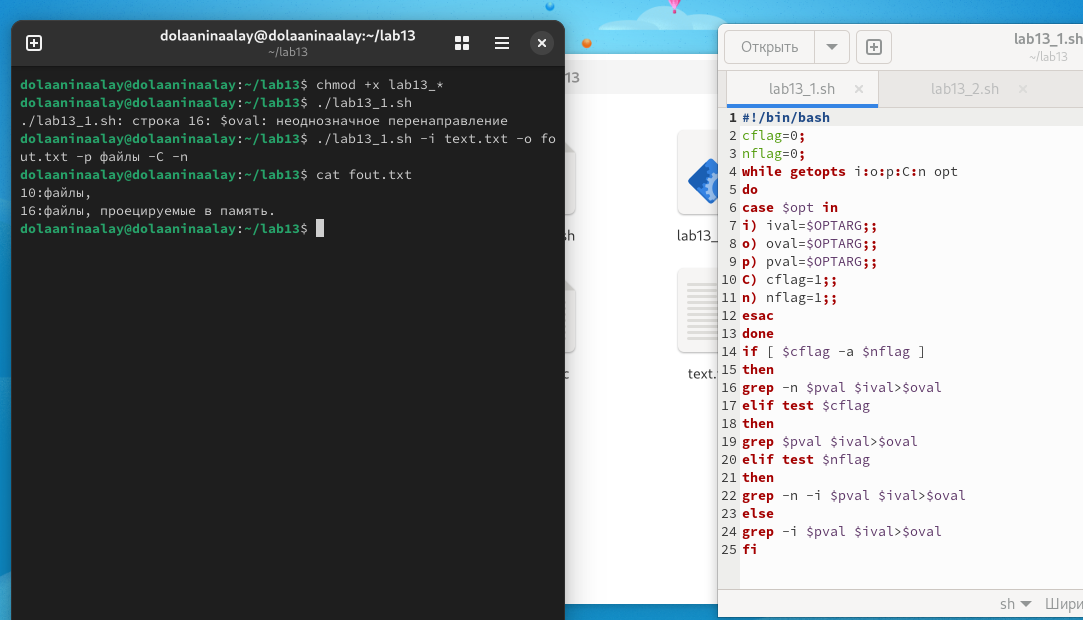 dolaaninaalay@dolaaninaalay:~/lab13
~/lab13
dolaaninaalay@dolaaninaalay:~/lab13$ chmod +x lab13_*
dolaaninaalay@dolaaninaalay:~/lab13$ ./lab13_1.sh
./lab13_1.sh: строка 16: $oval: неоднозначное перенаправление
dolaaninaalay@dolaaninaalay:~/lab13$ ./lab13_1.sh -i text.txt -o fo
ut.txt -p файлы -C -n
dolaaninaalay@dolaaninaalay:~/lab13$ cat fout.txt
10:файлы,
16:файлы, проецируемые в память.
dolaaninaalay@dolaaninaalay:~/lab13$
13
sh
lab13_
c
text.
Открыть
lab13_1.sh
~/lab13
lab13_1.sh ×
lab13_2.sh ×
1 #!/bin/bash
2 cflag=0;
3 nflag=0;
4 while getopts i:o:p:C:n opt
5 do
6 case $opt in
7 i) ival=$OPTARG;;
8 o) oval=$OPTARG;;
9 p) pval=$OPTARG;;
10 C) cflag=1;;
11 n) nflag=1;;
12 esac
13 done
14 if [ $cflag -a $nflag ]
15 then
16 grep -n $pval $ival>$oval
17 elif test $cflag
18 then
19 grep $pval $ival>$oval
20 elif test $nflag
21 then
22 grep -n -i $pval $ival>$oval
23 else
24 grep -i $pval $ival>$oval
25 fi
sh
Шири